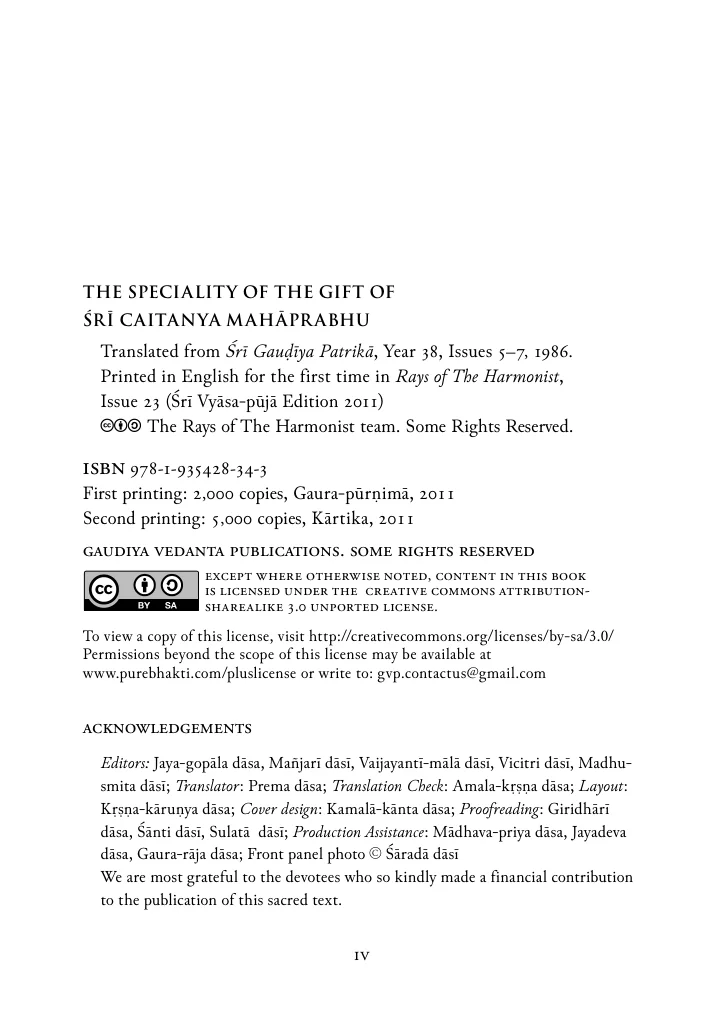 THE SPECIALITY OF THE GIFT OF
ŚRĪ CAITANYA MAHĀPRABHU
Translated from Śrī Gauḍīya Patrikā, Year 38, Issues 5–7, 1986.
Printed in English for the first time in Rays of The Harmonist,
Issue 23 (Śrī Vyāsa-pūjā Edition 2011)
The Rays of The Harmonist team. Some Rights Reserved.
ISBN 978-1-935428-34-3
First printing: 2,000 copies, Gaura-pūrṇimā, 2011
Second printing: 5,000 copies, Kārtika, 2011
GAUDIYA VEDANTA PUBLICATIONS. SOME RIGHTS RESERVED
cc BY SA
EXCEPT WHERE OTHERWISE NOTED, CONTENT IN THIS BOOK
IS LICENSED UNDER THE CREATIVE COMMONS ATTRIBUTION-
SHAREALIKE 3.0 UNPORTED LICENSE.
To view a copy of this license, visit http://creativecommons.org/licenses/by-sa/3.0/
Permissions beyond the scope of this license may be available at
www.purebhakti.com/pluslicense or write to: gvp.contactus@gmail.com
ACKNOWLEDGEMENTS
Editors: Jaya-gopāla dāsa, Mañjarī dāsī, Vaijayantī-mālā dāsī, Vicitri dāsī, Madhu-
smita dāsī; Translator: Prema dāsa; Translation Check: Amala-kṛṣṇa dāsa; Layout:
Kṛṣṇa-kāruṇya dāsa; Cover design: Kamalā-kānta dāsa; Proofreading: Giridhārī
dāsa, Śānti dāsī, Sulatā dāsī; Production Assistance: Mādhava-priya dāsa, Jayadeva
dāsa, Gaura-rāja dāsa; Front panel photo © Śāradā dāsī
We are most grateful to the devotees who so kindly made a financial contribution
to the publication of this sacred text.
IV